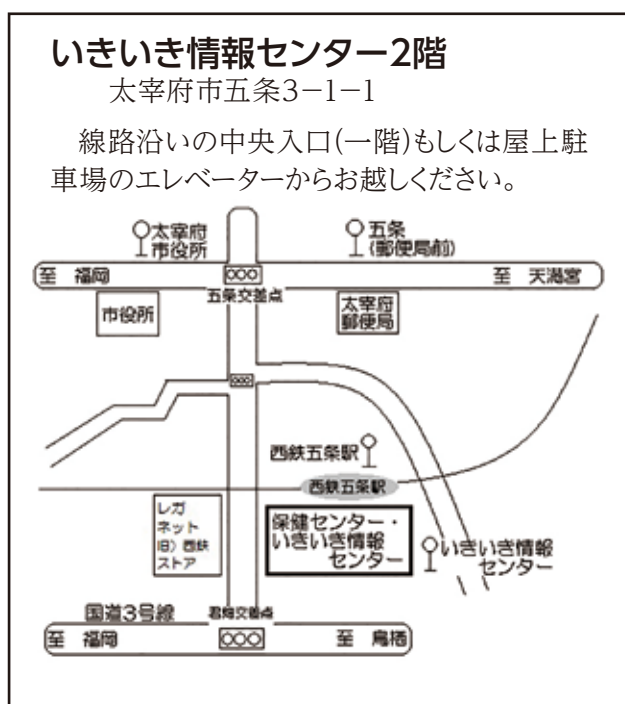 いきいき情報センター2階
太宰府市五条3−1−1
線路沿いの中央入口(一階)もしくは屋上駐
車場のエレベーターからお越しください。
太宰府
市役所
五条
(郵便局前)
至 福岡
五条交差点
至 天満宮
市役所
太宰府
郵便局
西鉄五条駅
西鉄五条駅
レガ
ネット
旧)西鉄
ストア
保健センター・
いきいき情報
センター
いきいき情報
センター
国道3号線
君畑交差点
至 福岡
至 鳥栖